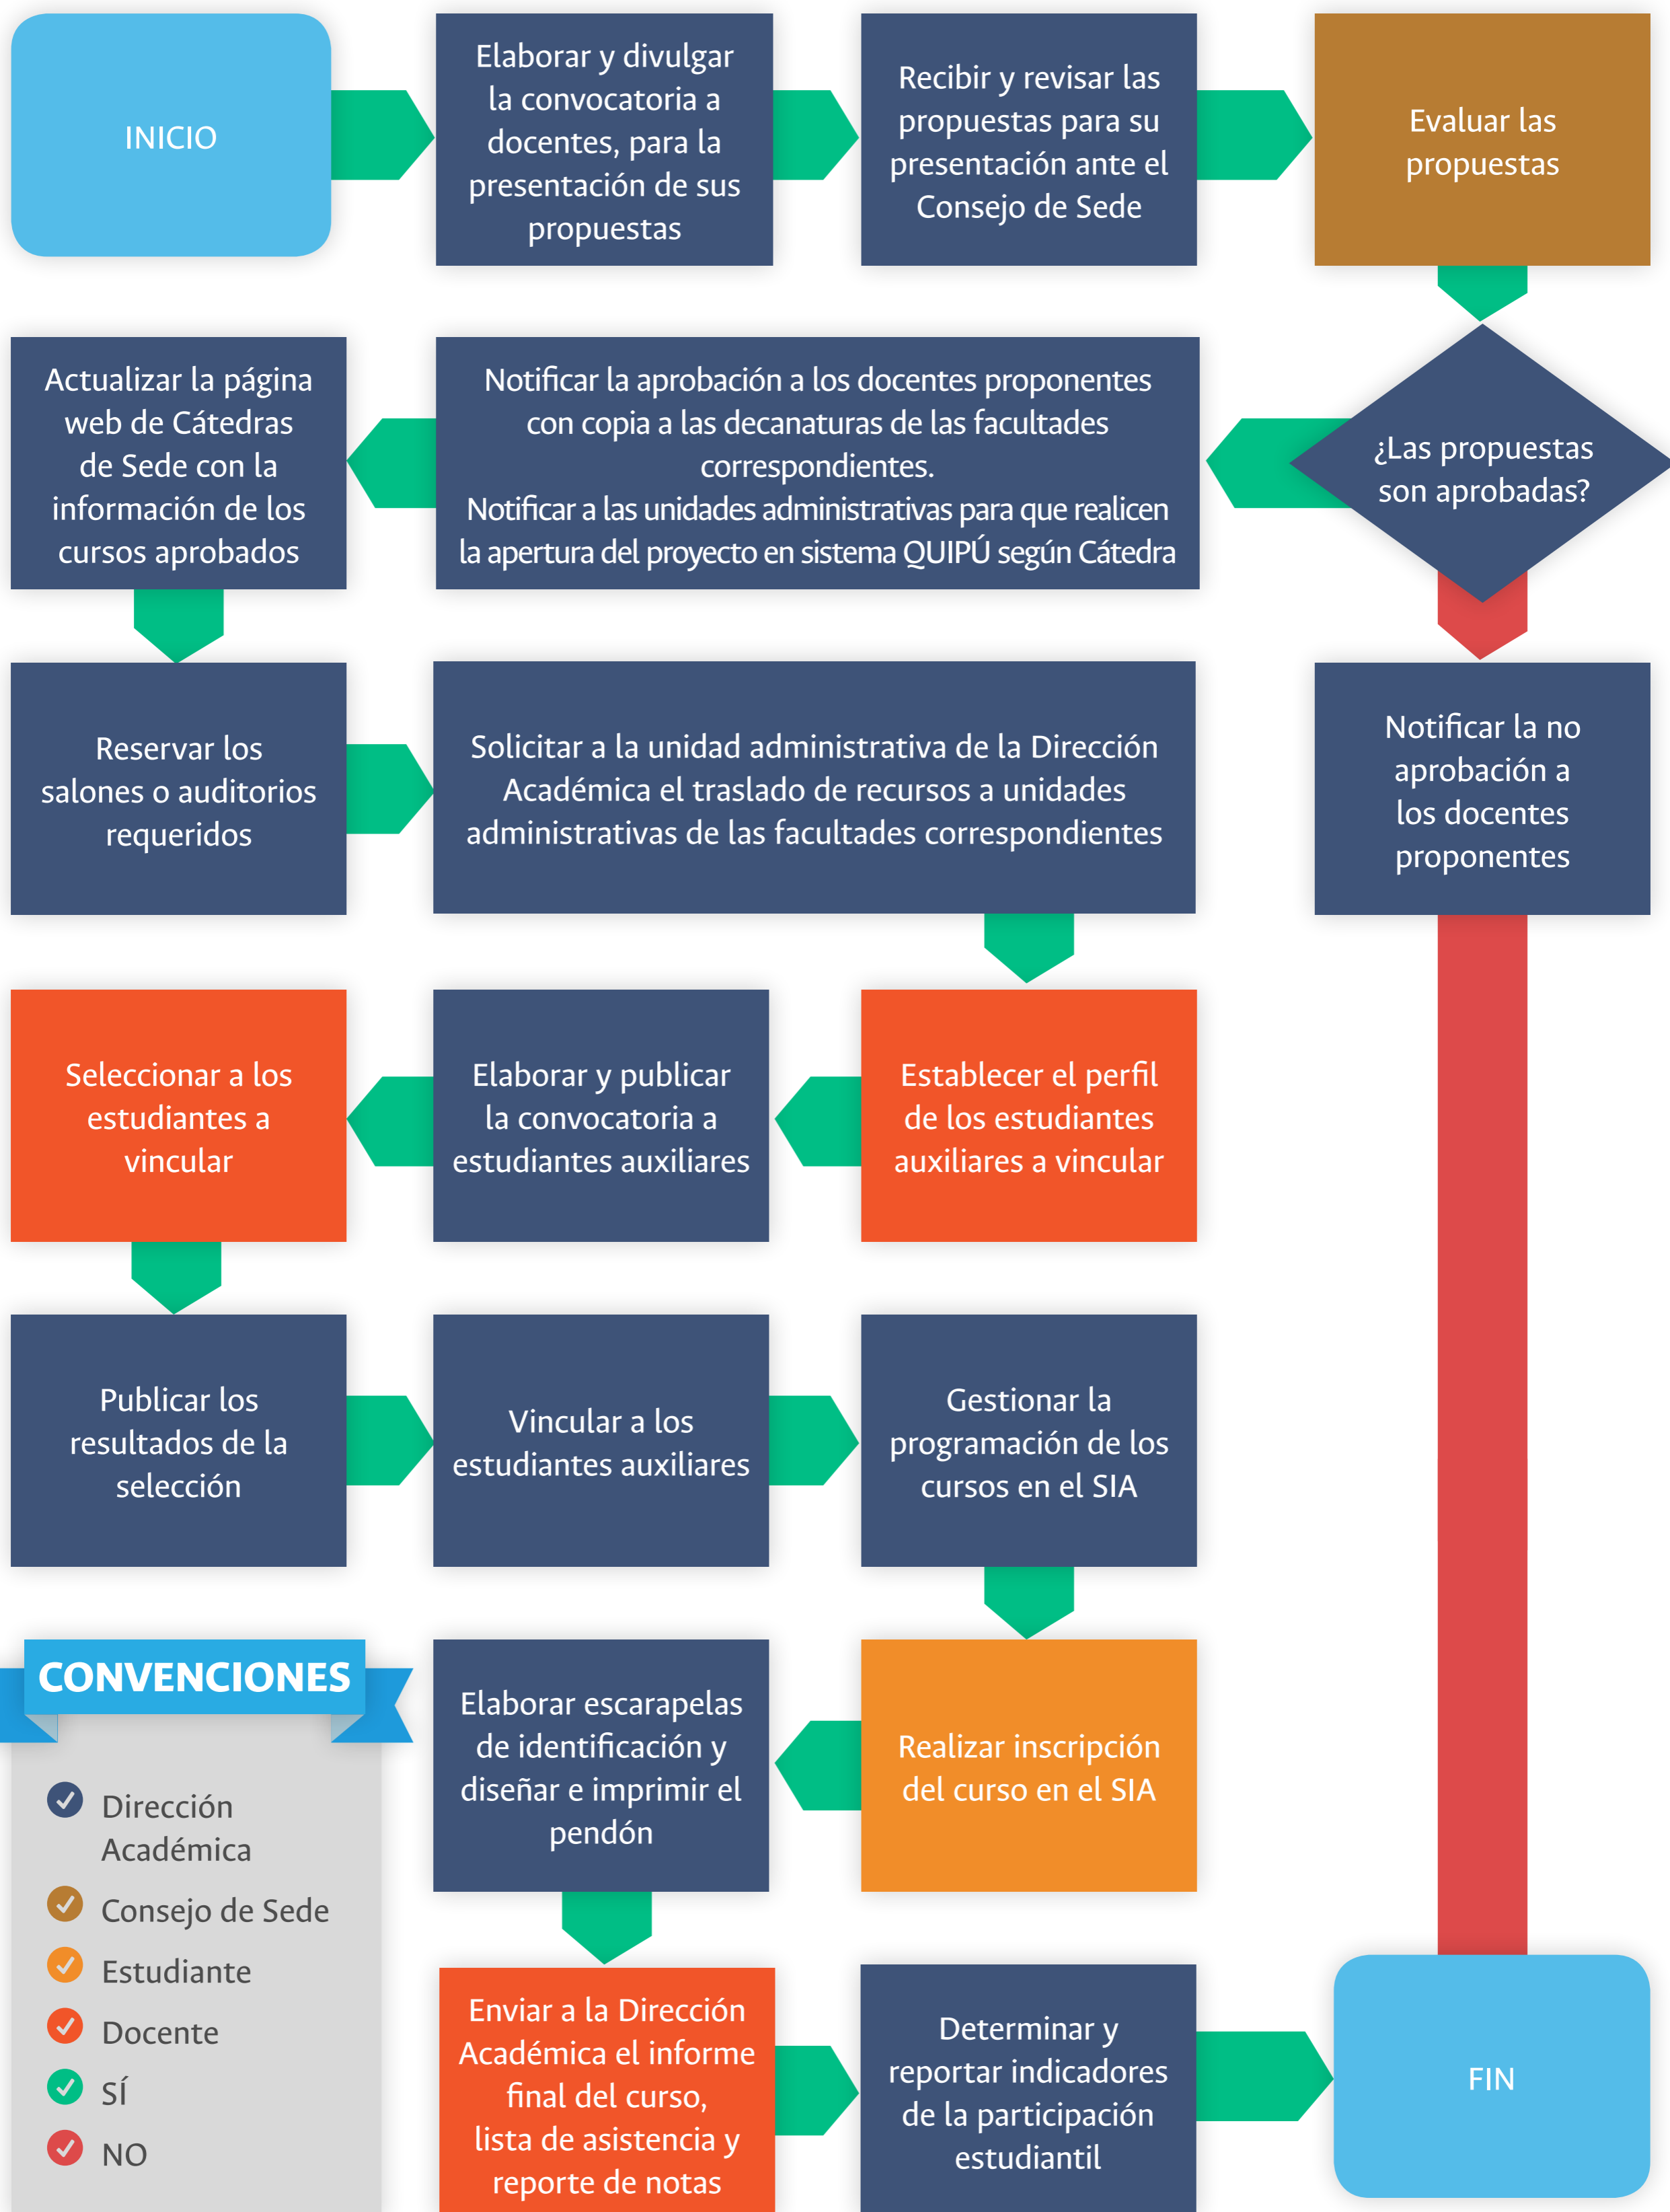 INICIO
Elaborar y divulgar
la convocatoria a
docentes, para la
presentación de sus
propuestas
Recibir y revisar las
propuestas para su
presentación ante el
Consejo de Sede
Evaluar las
propuestas
¿Las propuestas
son aprobadas?
Notificar la aprobación a los docentes proponentes
con copia a las decanaturas de las facultades
correspondientes.
Notificar a las unidades administrativas para que realicen
la apertura del proyecto en sistema QUIPÚ según Cátedra
Actualizar la página
web de Cátedras
de Sede con la
información de los
cursos aprobados
Reservar los
salones o auditorios
requeridos
Solicitar a la unidad administrativa de la Dirección
Académica el traslado de recursos a unidades
administrativas de las facultades correspondientes
Notificar la no
aprobación a
los docentes
proponentes
Establecer el perfil
de los estudiantes
auxiliares a vincular
Elaborar y publicar
la convocatoria a
estudiantes auxiliares
Seleccionar a los
estudiantes a
vincular
Publicar los
resultados de la
selección
Vincular a los
estudiantes auxiliares
Gestionar la
programación de los
cursos en el SIA
Realizar inscripción
del curso en el SIA
Elaborar escarapelas
de identificación y
diseñar e imprimir el
pendón
Enviar a la Dirección
Académica el informe
final del curso,
lista de asistencia y
reporte de notas
Determinar y
reportar indicadores
de la participación
estudiantil
FIN
CONVENCIONES
Dirección
Académica
Consejo de Sede
Estudiante
Docente
SÍ
NO